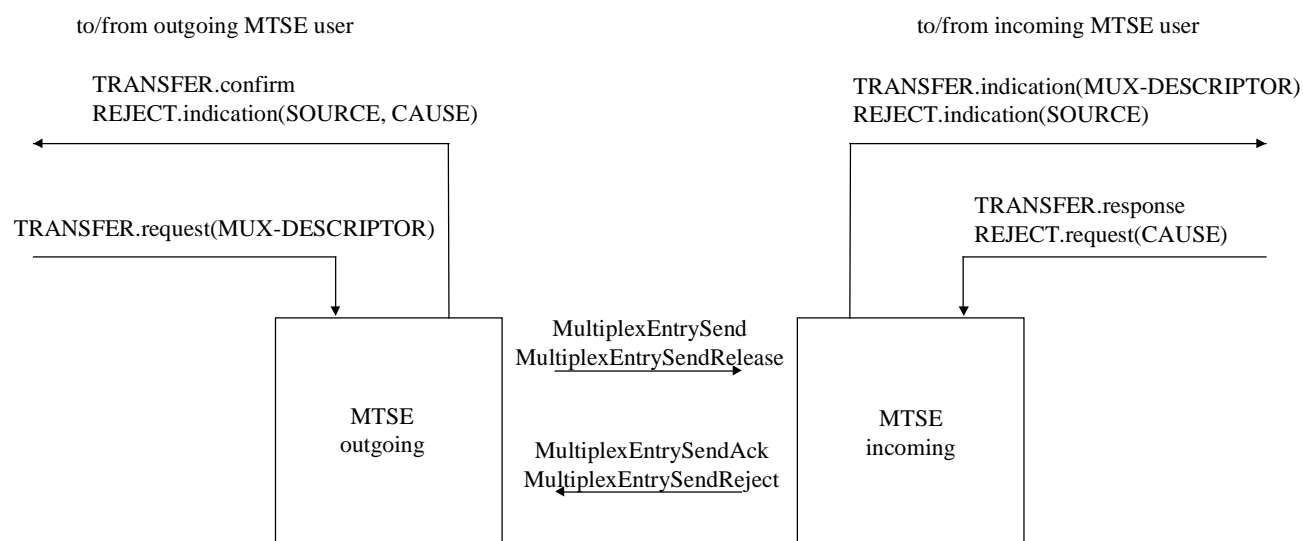 to/from outgoing MTSE user
to/from incoming MTSE user
TRANSFER.confirm
REJECT.indication(SOURCE, CAUSE)
TRANSFER.indication(MUX-DESCRIPTOR)
REJECT.indication(SOURCE)
TRANSFER.request(MUX-DESCRIPTOR)
TRANSFER.response
REJECT.request(CAUSE)
MultiplexEntrySend
MultiplexEntrySendRelease
MTSE
outgoing
MTSE
incoming
MultiplexEntrySendAck
MultiplexEntrySendReject